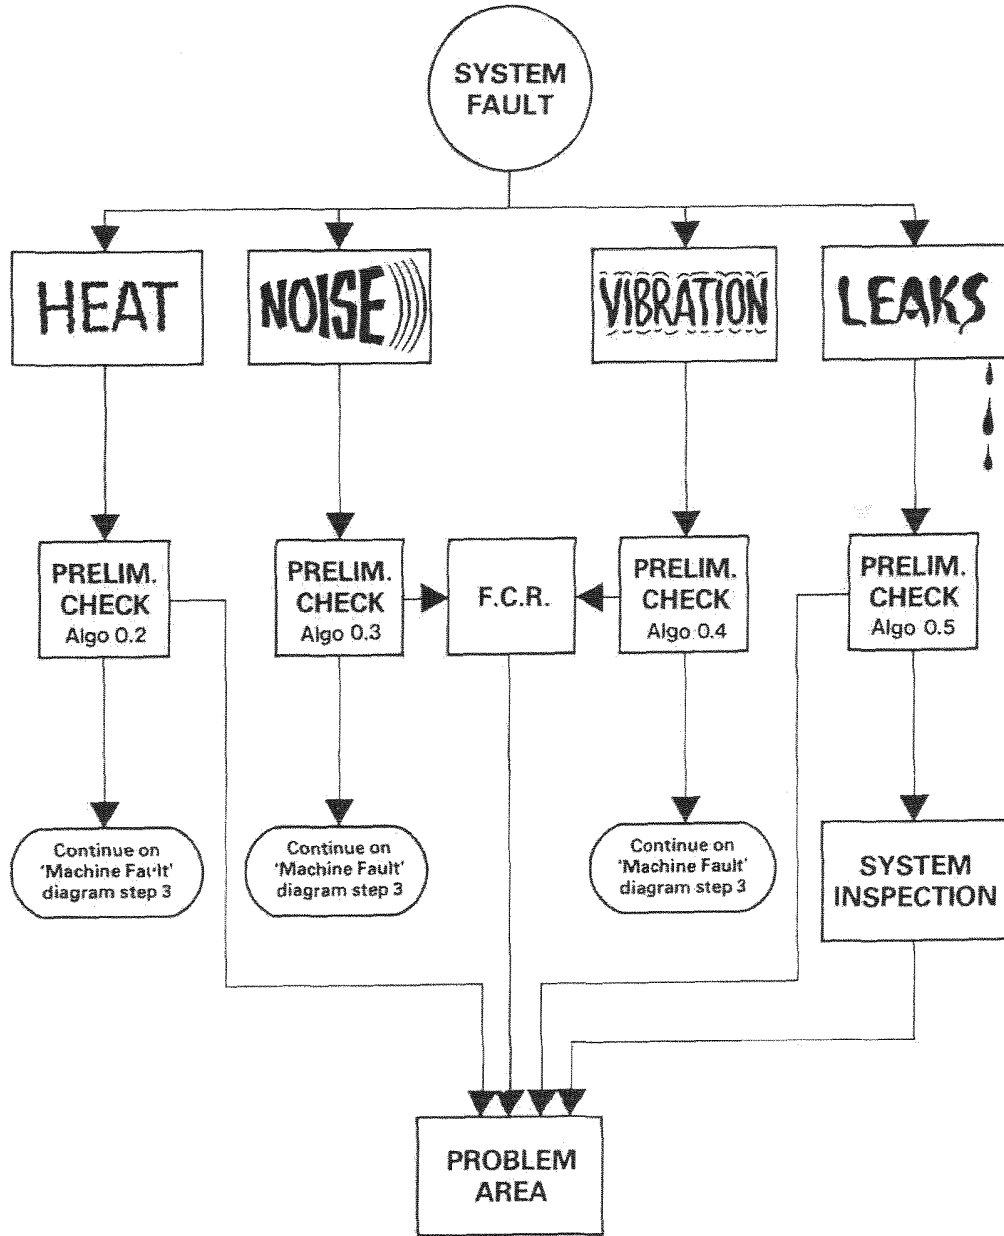 SYSTEM
FAULT
HEAT
NOISE
VIBRATION
LEAKS
PRELIM.
CHECK
Algo 0.2
PRELIM.
CHECK
Algo 0.3
F.C.R.
PRELIM.
CHECK
Algo 0.4
PRELIM.
CHECK
Algo 0.5
Continue on
'Machine Fault'
diagram step 3
Continue on
'Machine Fault'
diagram step 3
Continue on
'Machine Fault'
diagram step 3
SYSTEM
INSPECTION
PROBLEM
AREA